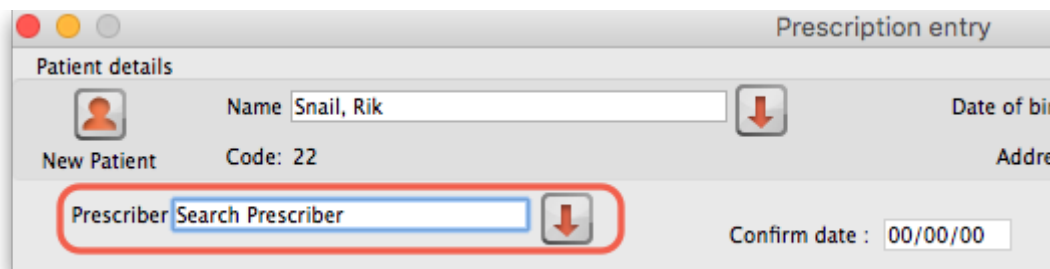 Prescription entry
Patient details
Name Snail, Rik Date of bi
New Patient Code: 22 Addre
Prescriber Search Prescriber
Confirm date : 00/00/00